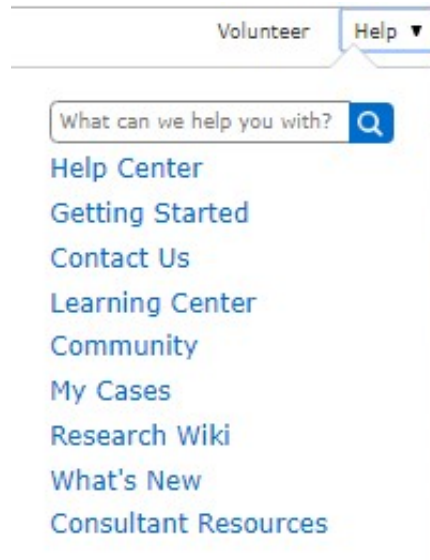 Volunteer Help ▼
What can we help you with?
Help Center
Getting Started
Contact Us
Learning Center
Community
My Cases
Research Wiki
What's New
Consultant Resources